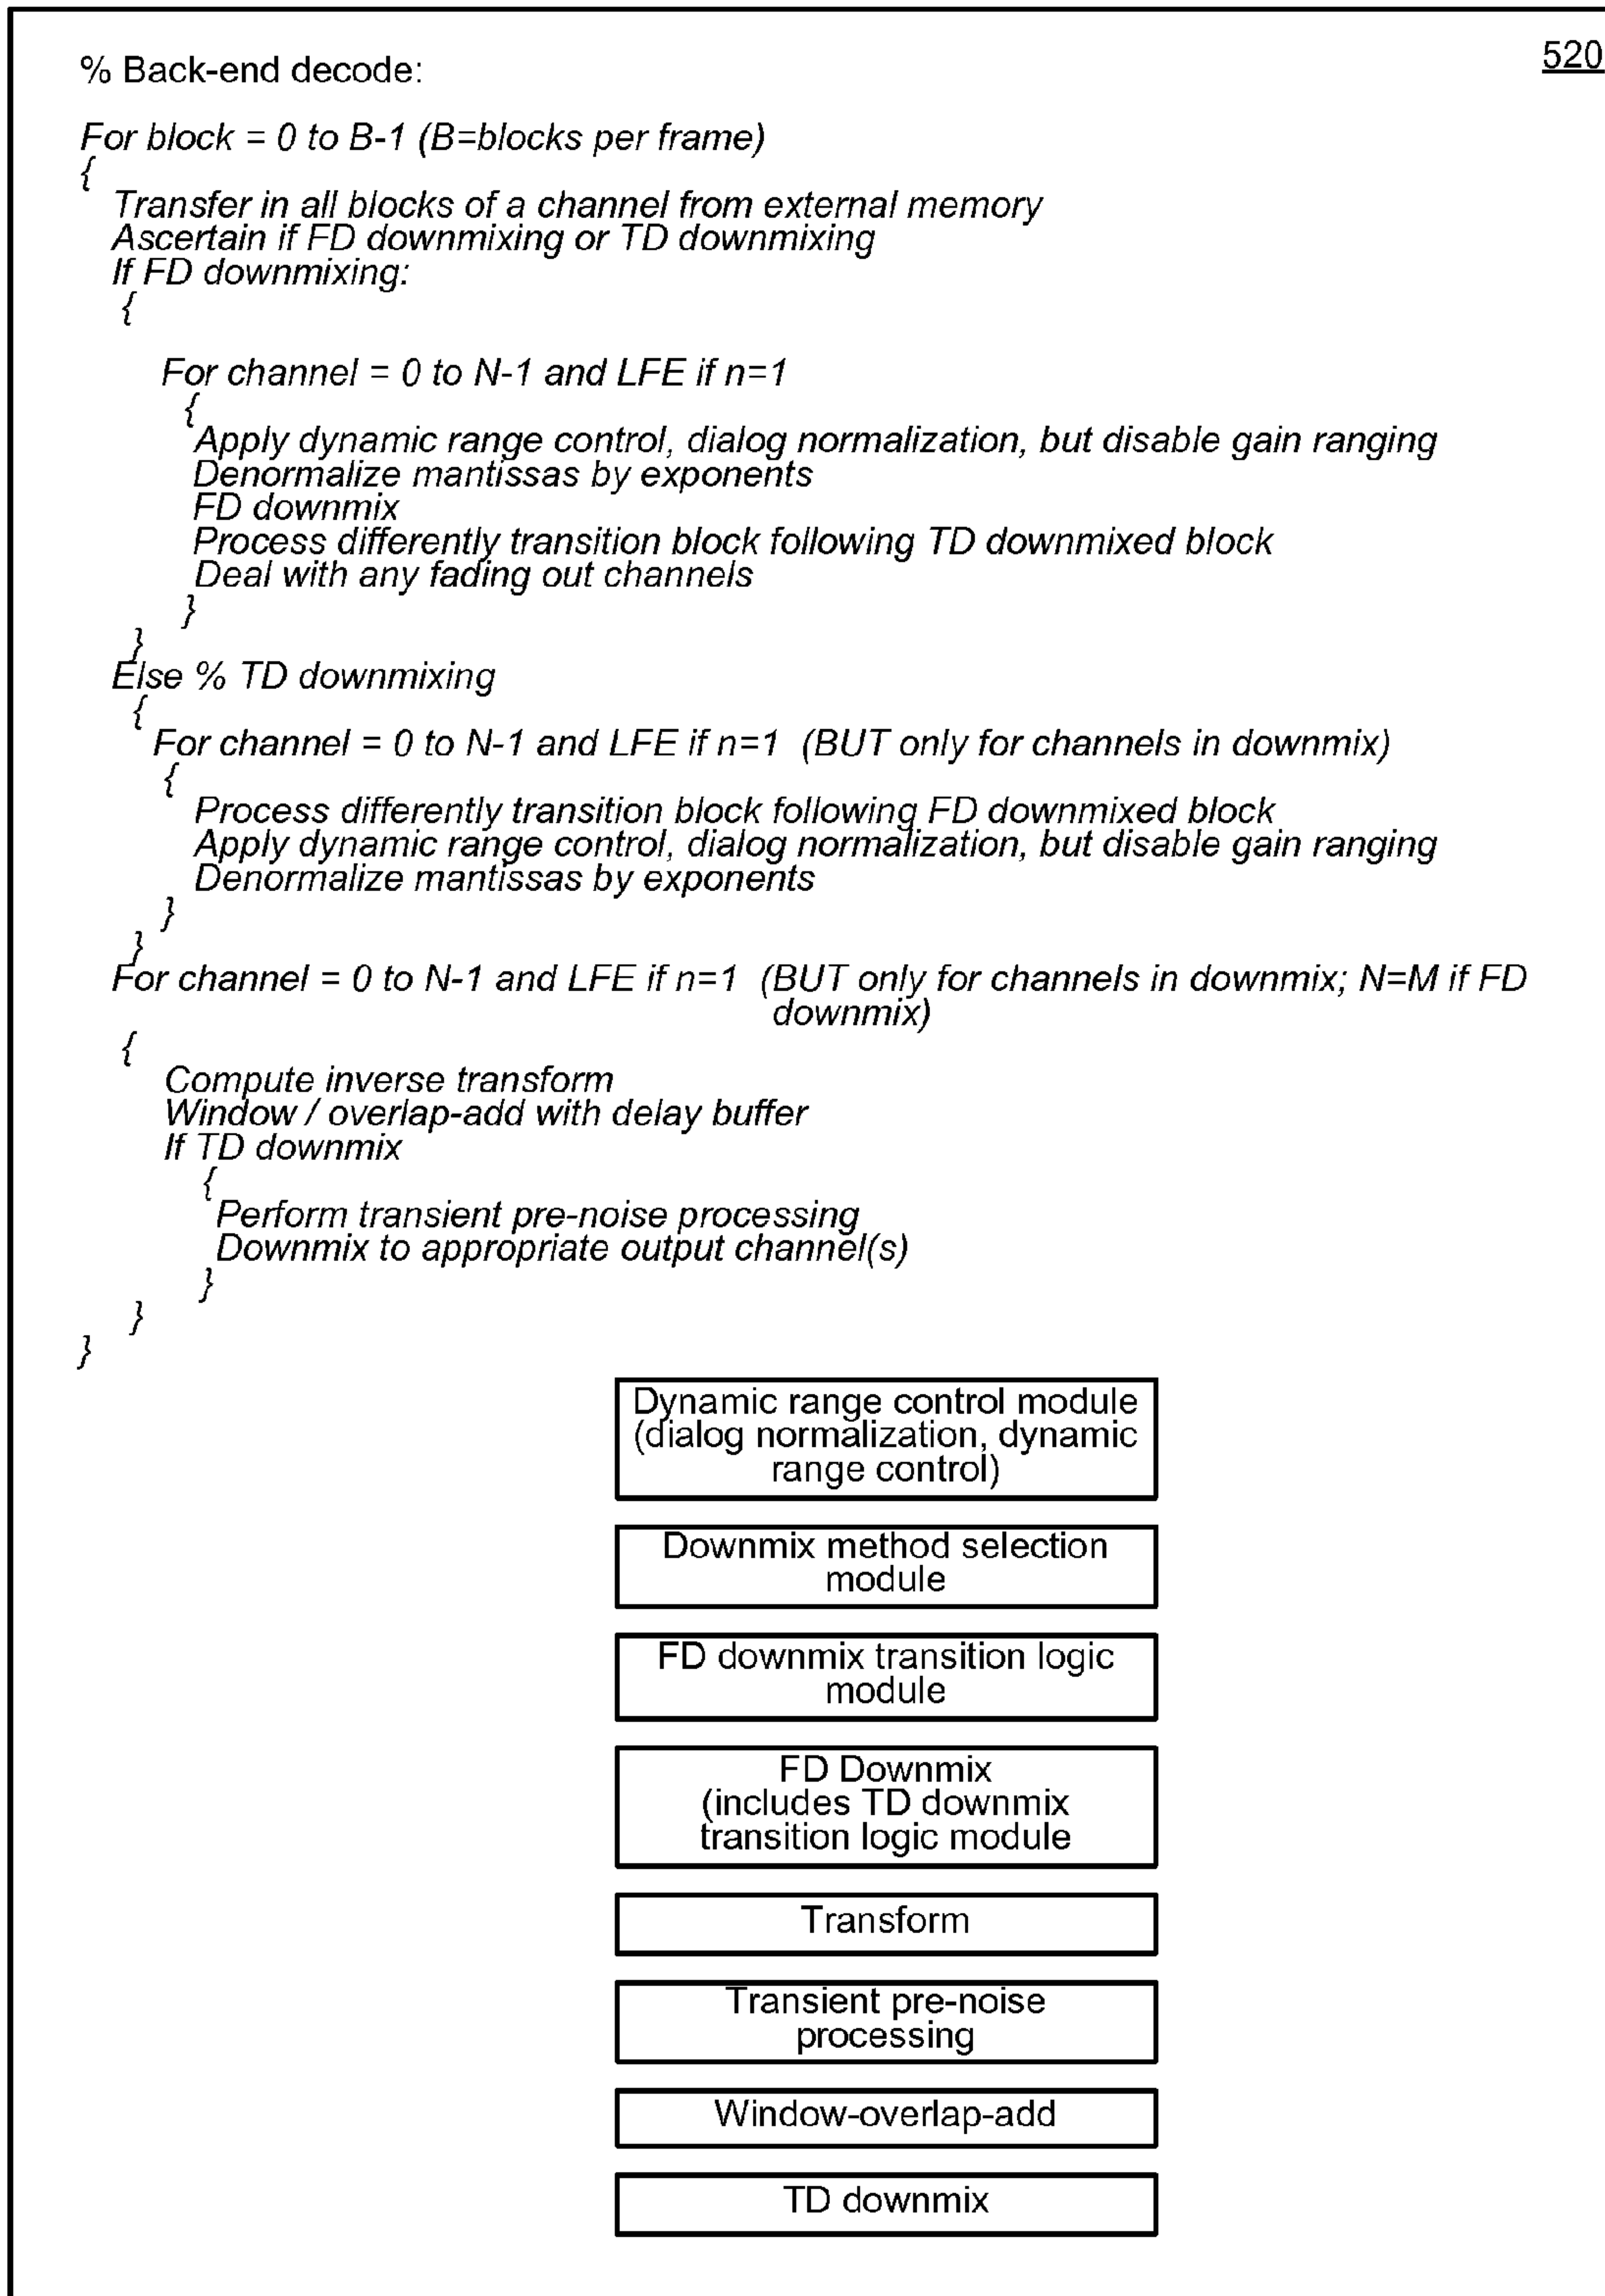 520
% Back-end decode:
For block = 0 to B-1 (B=blocks per frame)
{
Transfer in all blocks of a channel from external memory
Ascertain if FD downmixing or TD downmixing
If FD downmixing:
{
For channel = 0 to N-1 and LFE if n=1
{
Apply dynamic range control, dialog normalization, but disable gain ranging
Denormalize mantissas by exponents
FD downmix
Process differently transition block following TD downmixed block
Deal with any fading out channels
}
}
Else % TD downmixing
{
For channel = 0 to N-1 and LFE if n=1 (BUT only for channels in downmix)
{
Process differently transition block following FD downmixed block
Apply dynamic range control, dialog normalization, but disable gain ranging
Denormalize mantissas by exponents
}
}
For channel = 0 to N-1 and LFE if n=1 (BUT only for channels in downmix; N=M if FD
downmix)
{
Compute inverse transform
Window / overlap-add with delay buffer
If TD downmix
{
Perform transient pre-noise processing
Downmix to appropriate output channel(s)
}
}
}
Dynamic range control module
(dialog normalization, dynamic
range control)
Downmix method selection
module
FD downmix transition logic
module
FD Downmix
(includes TD downmix
transition logic module
Transform
Transient pre-noise
processing
Window-overlap-add
TD downmix